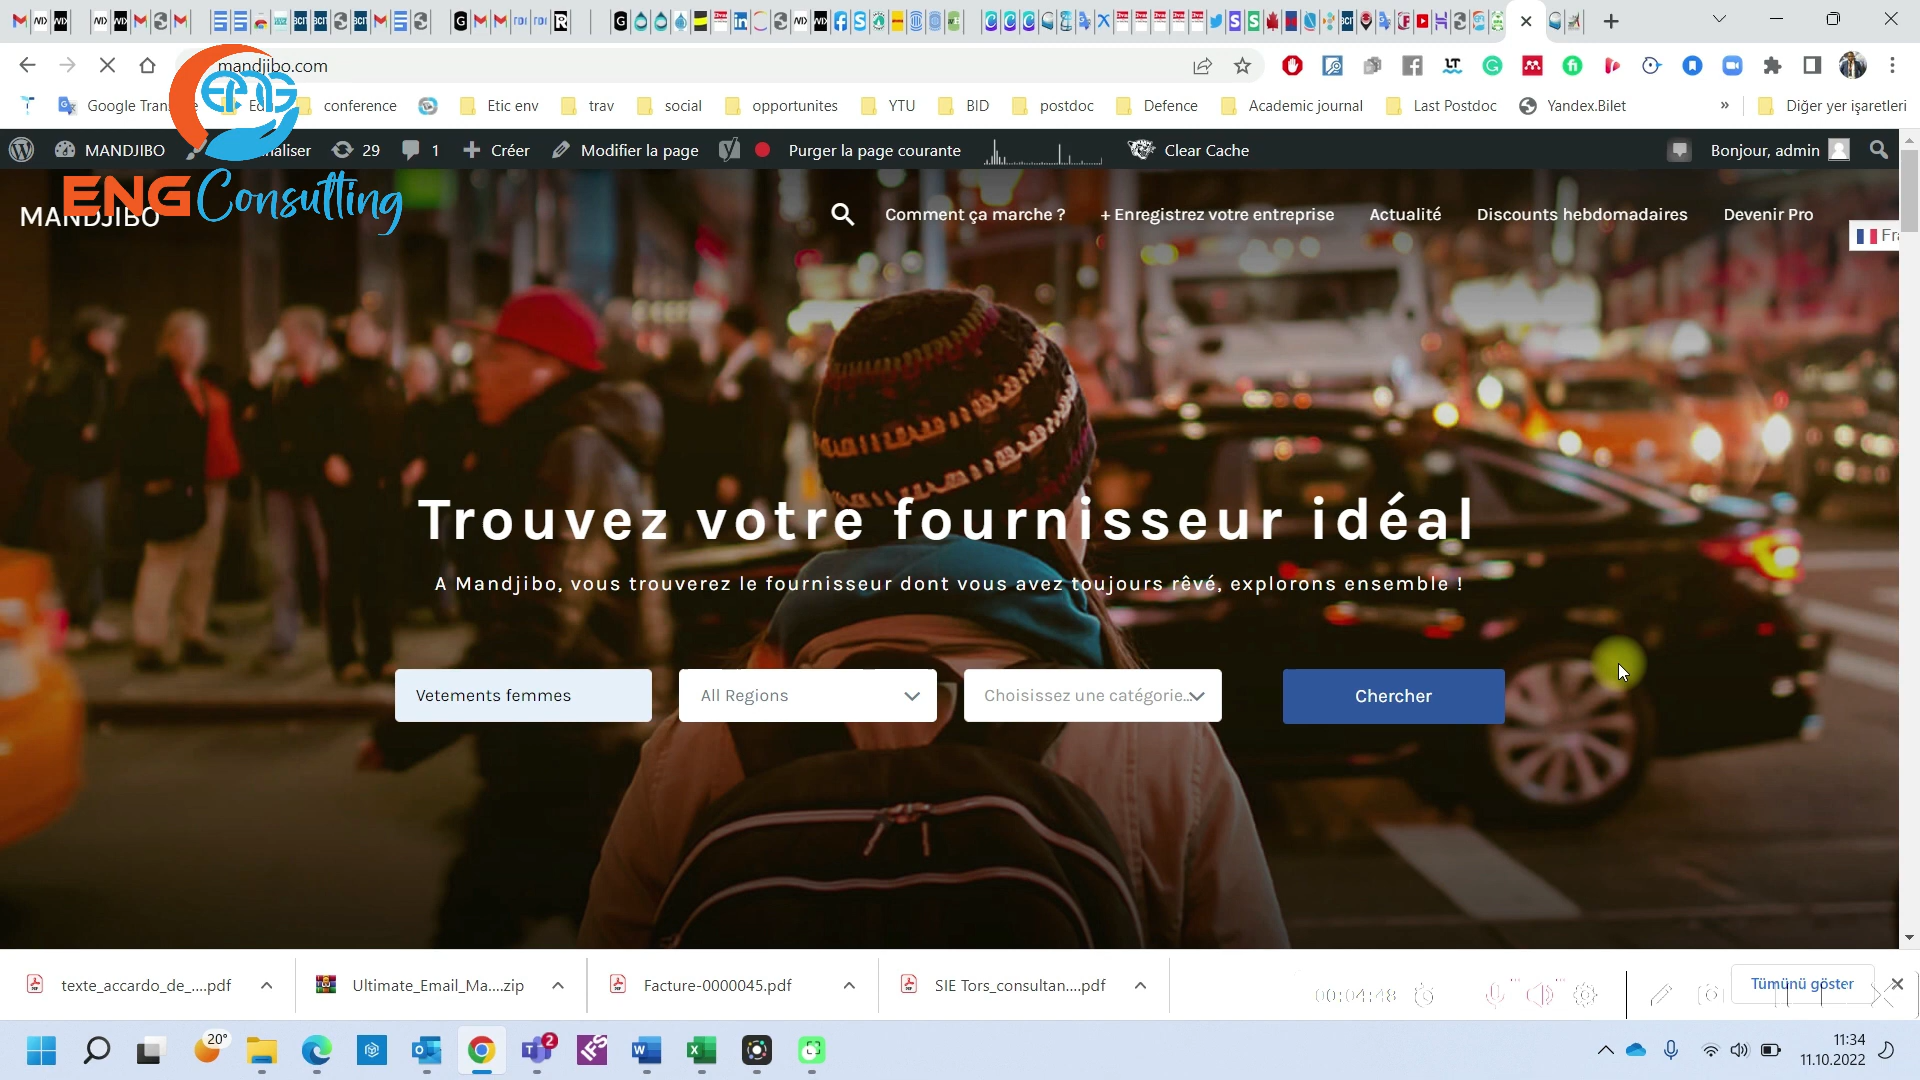 mandjibo.com
Google Tran
conference
Etic env
trav
social
opportunites
YTU
BID
postdoc
Defence
Academic journal
Last Postdoc
Yandex.Bilet
»
Diğer yer işaretleri
MANDJIBO
29
1
Créer
Modifier la page
Purger la page courante
Clear Cache
Bonjour, admin
ENG Consulting
MANDJIBO
Comment ça marche ?
+ Enregistrez votre entreprise
Actualité
Discounts hebdomadaires
Devenir Pro
Trouvez votre fournisseur idéal
A Mandjibo, vous trouverez le fournisseur dont vous avez toujours rêvé, explorons ensemble !
Vetements femmes
All Regions
Choisissez une catégorie...
Chercher
texte_accardo_de_....pdf
Ultimate_Email_Ma....zip
Facture-0000045.pdf
SIE Tors_consultan....pdf
00:04:48
Tümünü göster
20°
2
11:34
11.10.2022